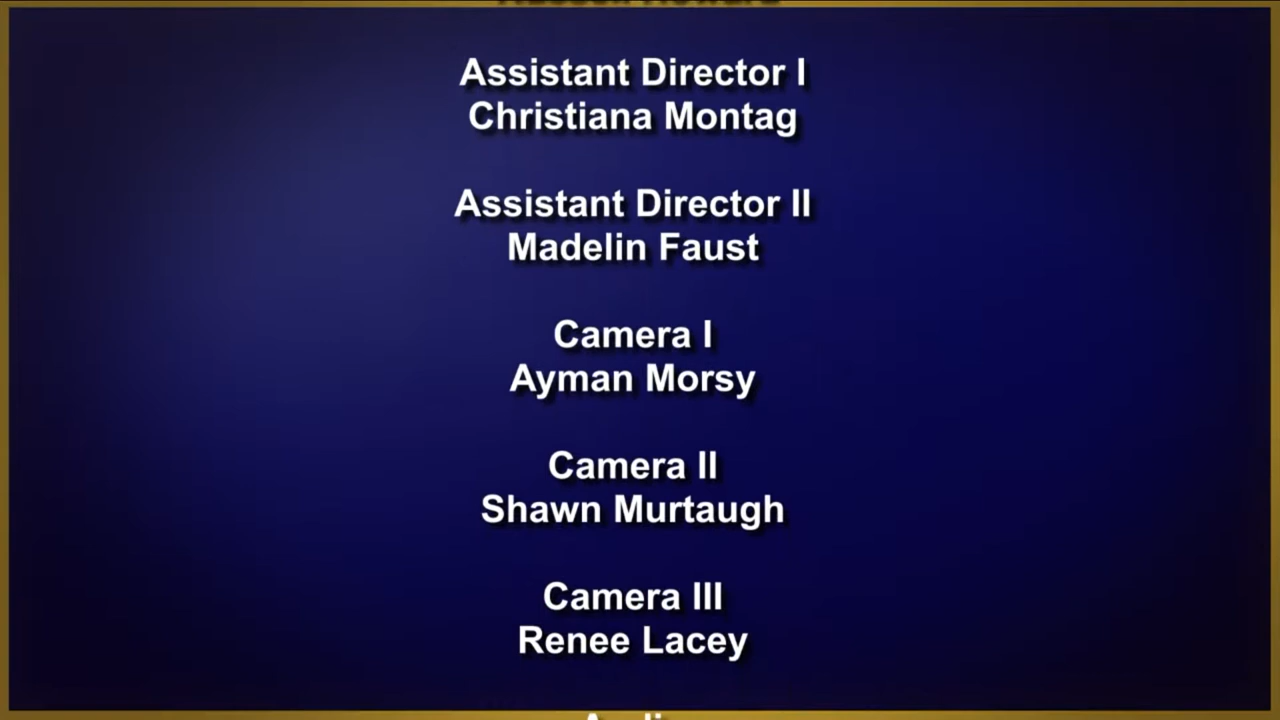 Assistant Director I
Christiana Montag
Assistant Director II
Madelin Faust
Camera I
Ayman Morsy
Camera II
Shawn Murtaugh
Camera III
Renee Lacey